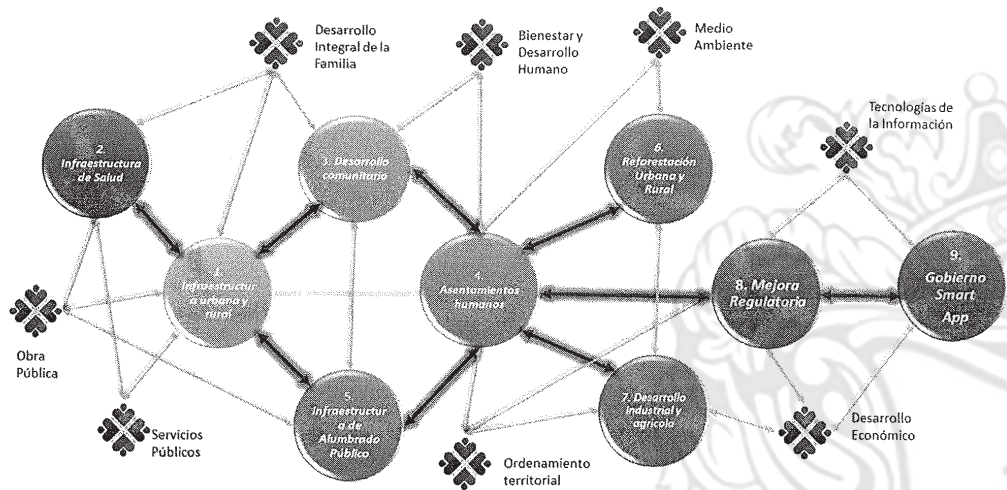 Desarrollo
Integral de la
Familia
Bienestar y
Desarrollo
Humano
Medio
Ambiente
Tecnologías de
la Información
2.
Infraestructura
de Salud
3. Desarrollo
comunitario
6.
Reforestación
Urbana y
Rural
1.
Infraestructur
a urbana y
rural
4.
Asentamientos
humanos
8. Mejora
Regulatoria
9.
Gobierno
Smart
App
Obra
Pública
5.
Infraestructur
a de
Alumbrado
Público
7. Desarrollo
Industrial y
agrícola
Servicios
Públicos
Ordenamiento
territorial
Desarrollo
Económico